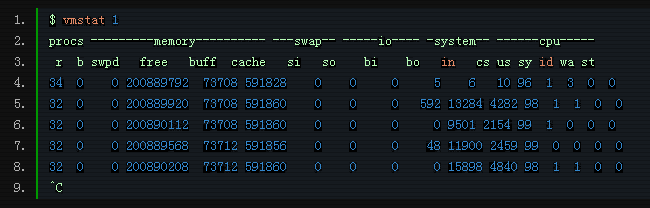 1. $ vmstat 1
2. procs ---------memory---------- ---swap-- -----io---- -system-- ------cpu-----
3. r b swpd free buff cache si so bi bo in cs us sy id wa st
4. 34 0 0 200889792 73708 591828 0 0 0 5 6 10 96 1 3 0 0
5. 32 0 0 200889920 73708 591860 0 0 0 592 13284 4282 98 1 1 0 0
6. 32 0 0 200890112 73708 591860 0 0 0 0 9501 2154 99 1 0 0 0
7. 32 0 0 200889568 73712 591856 0 0 0 48 11900 2459 99 0 0 0 0
8. 32 0 0 200890208 73712 591860 0 0 0 0 15898 4840 98 1 1 0 0
9. ^C